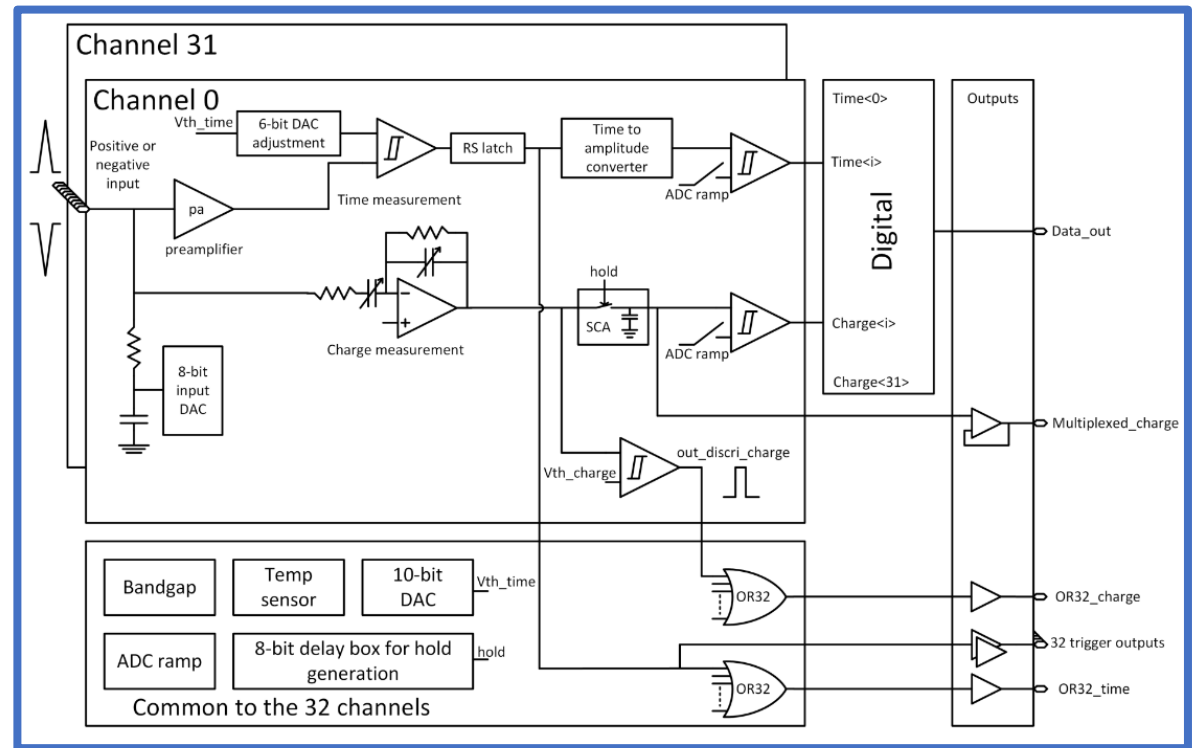 Channel 31
Channel 0
Vth_time
6-bit DAC
adjustment
Positive or
negative
input
pa
preamplifier
Time measurement
RS latch
Time to
amplitude
converter
ADC ramp
Time<0>
Time<i>
Digital
Charge<i>
Charge<31>
Outputs
Data_out
hold
SCA
ADC ramp
Charge measurement
8-bit
input
DAC
Multiplexed_charge
Vth_charge
out_discri_charge
Bandgap
Temp
sensor
10-bit
DAC
Vth_time
ADC ramp
8-bit delay box for hold
generation
hold
Common to the 32 channels
OR32
OR32
OR32_charge
32 trigger outputs
OR32_time
+
−